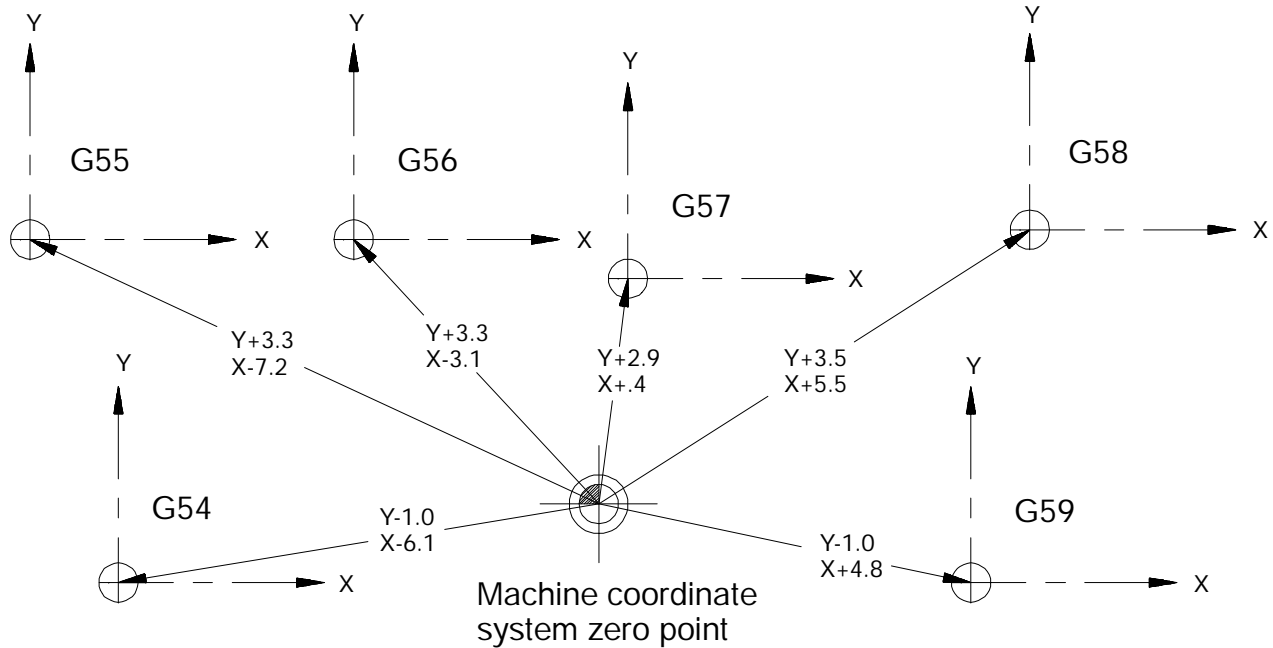 Y
Y
Y
Y
G55
G56
G57
G58
X
X
X
X
Y+3.3
X-7.2
Y+3.3
X-3.1
Y+2.9
X+.4
Y+3.5
X+5.5
Y
Y
G54
G59
Y-1.0
X-6.1
Y-1.0
X+4.8
X
X
Machine coordinate
system zero point